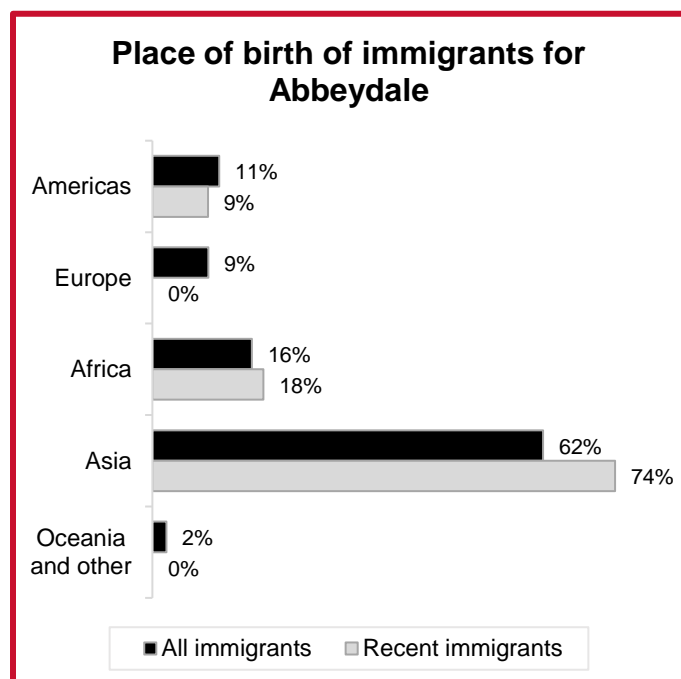 Place of birth of immigrants for
Abbeydale
Americas
11%
9%
Europe
9%
0%
Africa
16%
18%
Asia
62%
74%
Oceania
and other
2%
0%
All immigrants
Recent immigrants